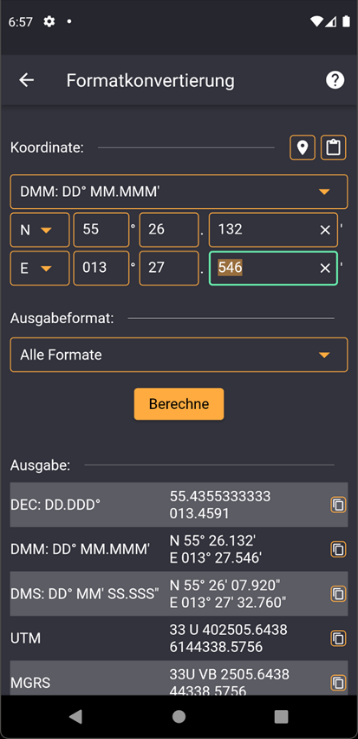 6:57
Formatkonvertierung
Koordinate:
DMM: DD° MM.MMM'
N 55 ° 26 . 132 '
E 013 ° 27 . 546 '
Ausgabeformat:
Alle Formate
Berechne
Ausgabe:
DEC: DD.DDD° 55.4355333333
013.4591
DMM: DD° MM.MMM' N 55° 26.132'
E 013° 27.546'
DMS: DD° MM' SS.SSS" N 55° 26' 07.920"
E 013° 27' 32.760"
UTM 33 U 402505.6438
6144338.5756
MGRS 33U VB 2505.6438
44338.5756